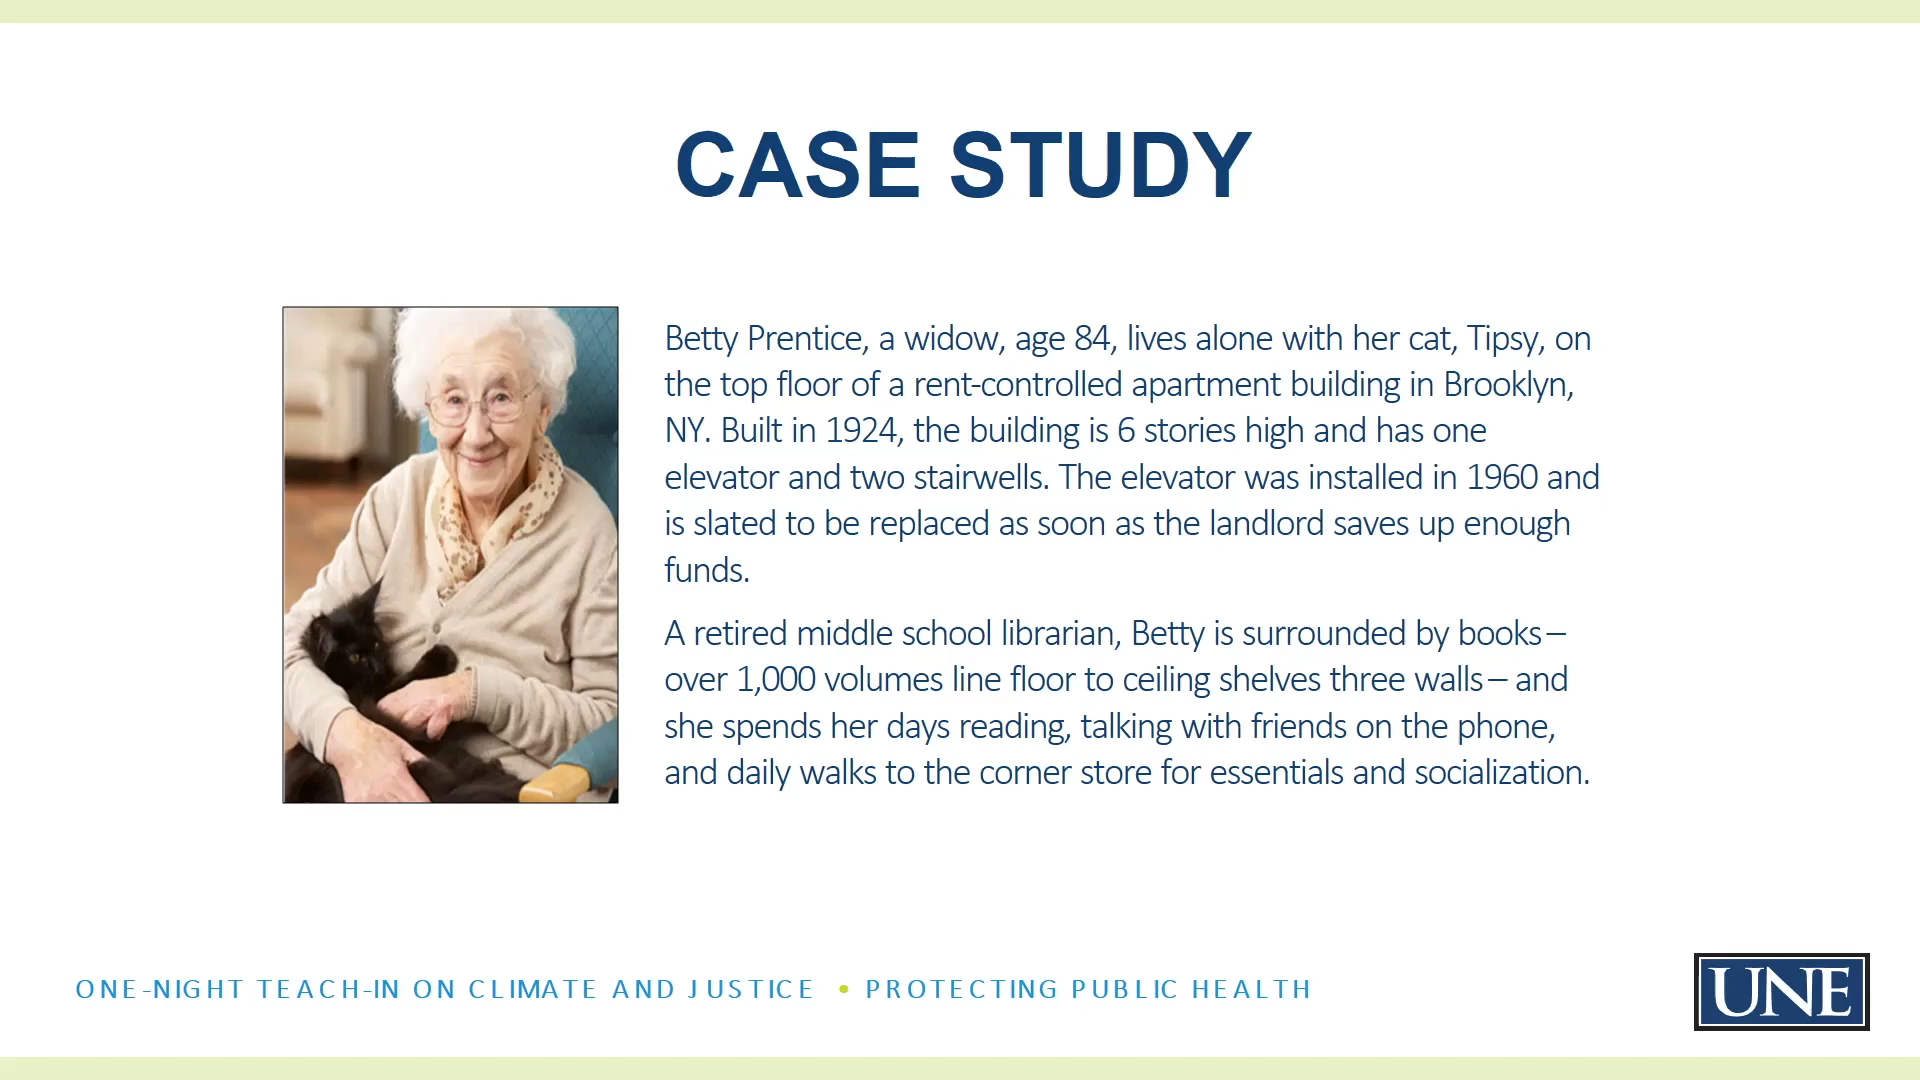 CASE STUDY
Betty Prentice, a widow, age 84, lives alone with her cat, Tipsy, on
the top floor of a rent-controlled apartment building in Brooklyn,
NY. Built in 1924, the building is 6 stories high and has one
elevator and two stairwells. The elevator was installed in 1960 and
is slated to be replaced as soon as the landlord saves up enough
funds.
A retired middle school librarian, Betty is surrounded by books –
over 1,000 volumes line floor to ceiling shelves three walls – and
she spends her days reading, talking with friends on the phone,
and daily walks to the corner store for essentials and socialization.
ONE-NIGHT TEACH-IN ON CLIMATE AND JUSTICE • PROTECTING PUBLIC HEALTH
UNE